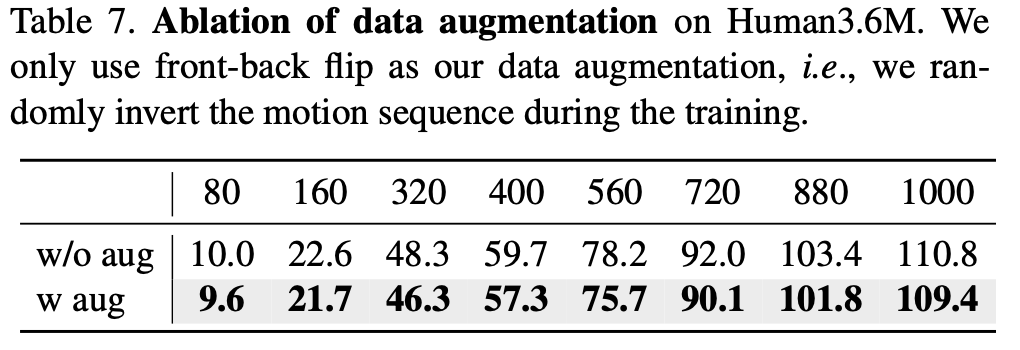 Table 7. Ablation of data augmentation on Human3.6M. We
only use front-back flip as our data augmentation, i.e., we ran-
domly invert the motion sequence during the training.
80 160 320 400 560 720 880 1000
w/o aug 10.0 22.6 48.3 59.7 78.2 92.0 103.4 110.8
w aug 9.6 21.7 46.3 57.3 75.7 90.1 101.8 109.4